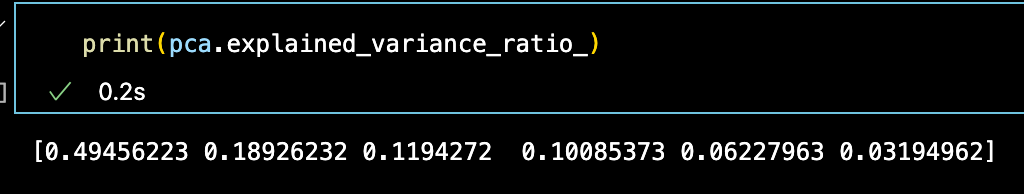 print(pca.explained_variance_ratio_)
0.2s
[0.49456223 0.18926232 0.1194272  0.10085373 0.06227963 0.03194962]